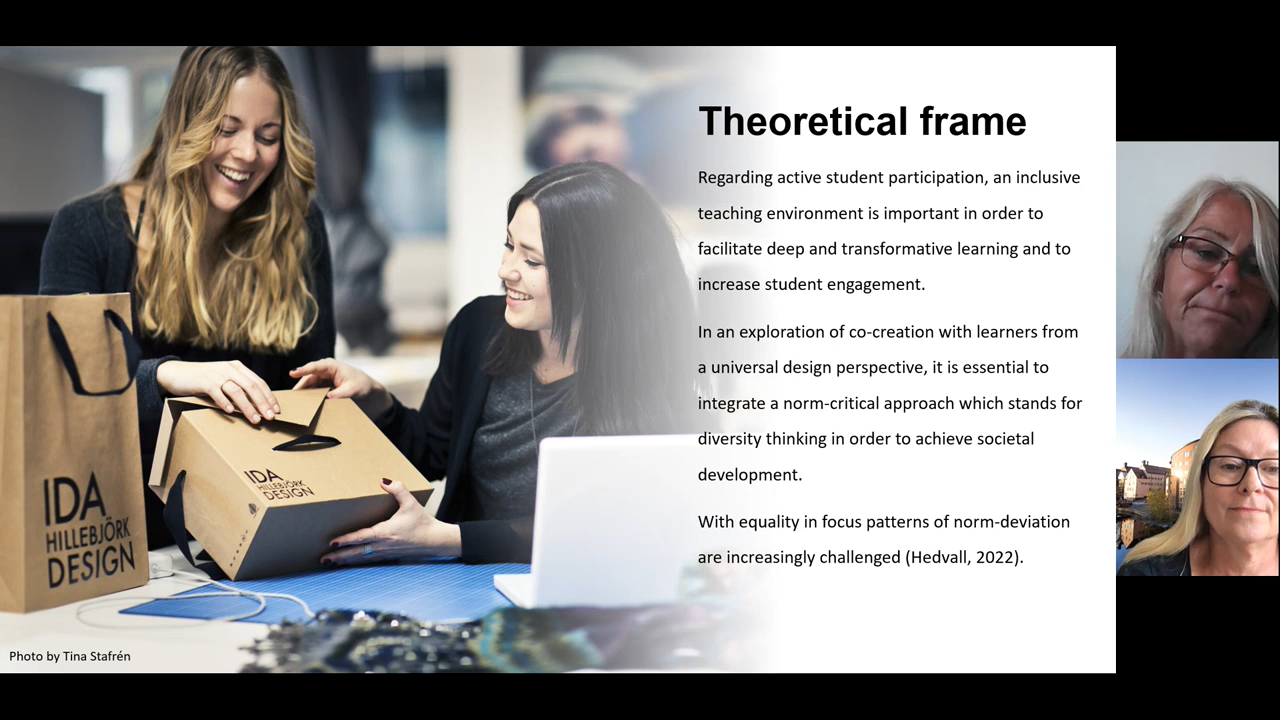 Theoretical frame
Regarding active student participation, an inclusive
teaching environment is important in order to
facilitate deep and transformative learning and to
increase student engagement.
In an exploration of co-creation with learners from
a universal design perspective, it is essential to
integrate a norm-critical approach which stands for
diversity thinking in order to achieve societal
development.
With equality in focus patterns of norm-deviation
are increasingly challenged (Hedvall, 2022).
IDA
HILLEBJÖRK
DESIGN
IDA
HILLEBJÖRK
DESIGN
Photo by Tina Stafrén